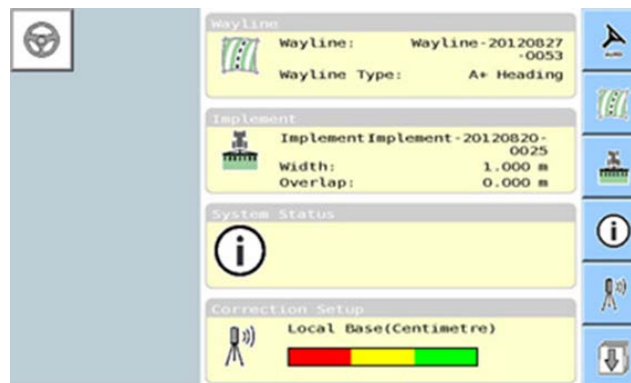 Wayline
Wayline: Wayline-20120827
-0053
Wayline Type: A+ Heading
Implement
Implement Implement-20120820-
0025
Width: 1.000 m
Overlap: 0.000 m
System Status
Correction Setup
Local Base(Centimetre)
AUTO